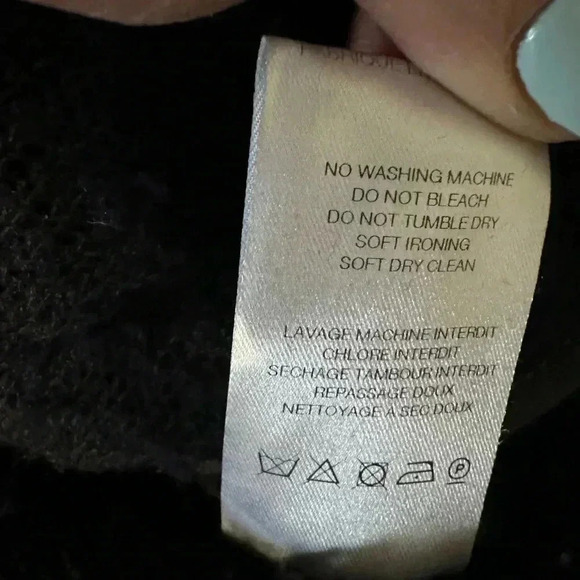 NO WASHING MACHINE
DO NOT BLEACH
DO NOT TUMBLE DRY
SOFT IRONING
SOFT DRY CLEAN
LAVAGE MACHINE INTERDIT
CHLORE INTERDIT
SECHAGE TAMBOUR INTERDIT
REPASSAGE DOUX
NETTOYAGE A SEC DOUX
P